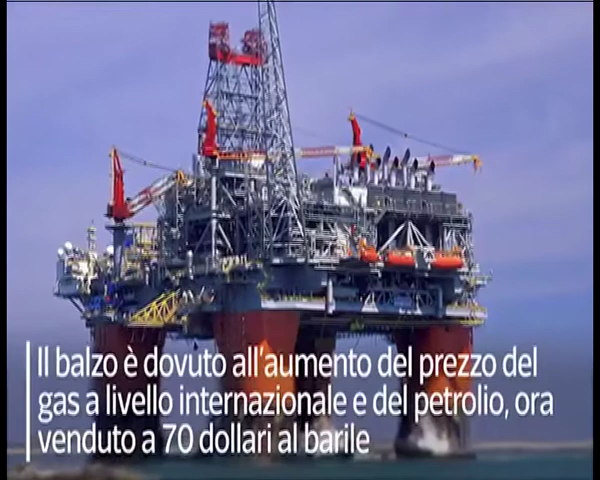 Il balzo è dovuto all'aumento del prezzo del
gas a livello internazionale e del petrolio, ora
venduto a 70 dollari al barile